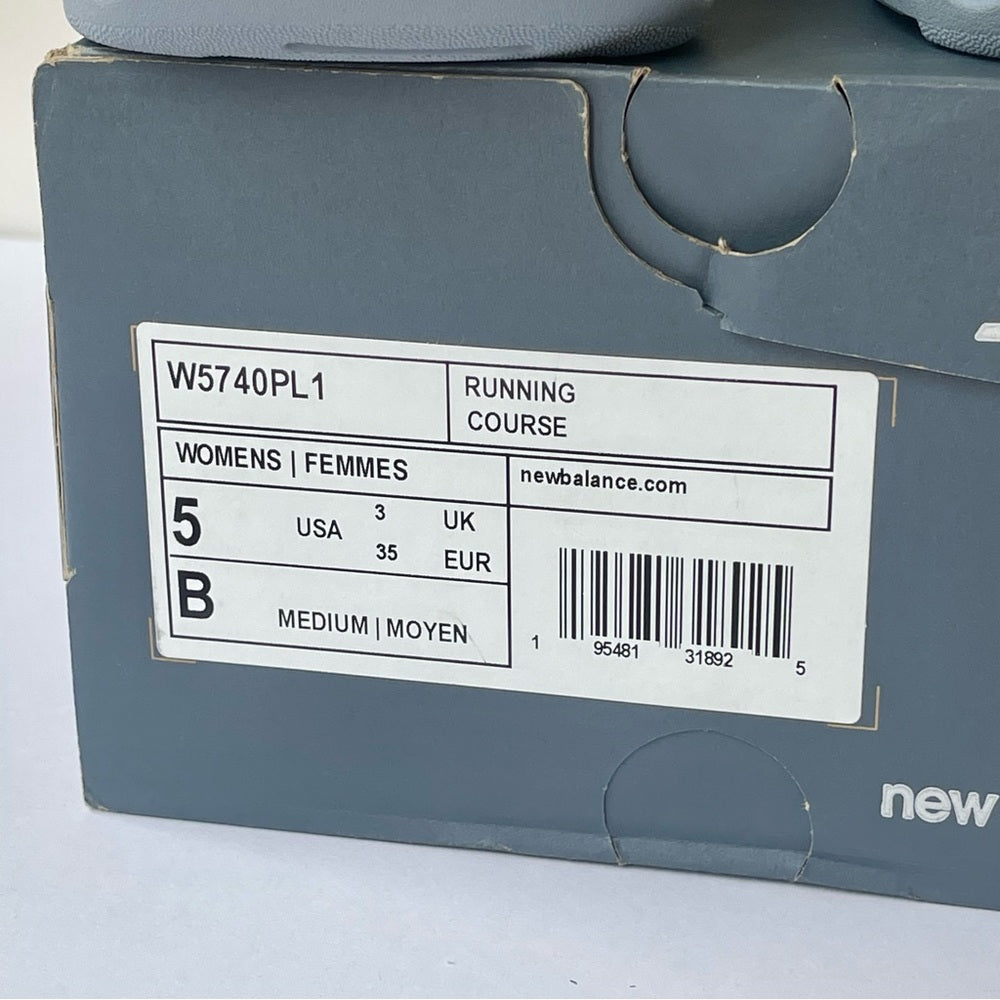 W5740PL1
RUNNING
COURSE
WOMENS | FEMMES
newbalance.com
5 USA 3 UK
35 EUR
B MEDIUM | MOYEN
1 95481 31892 5
new